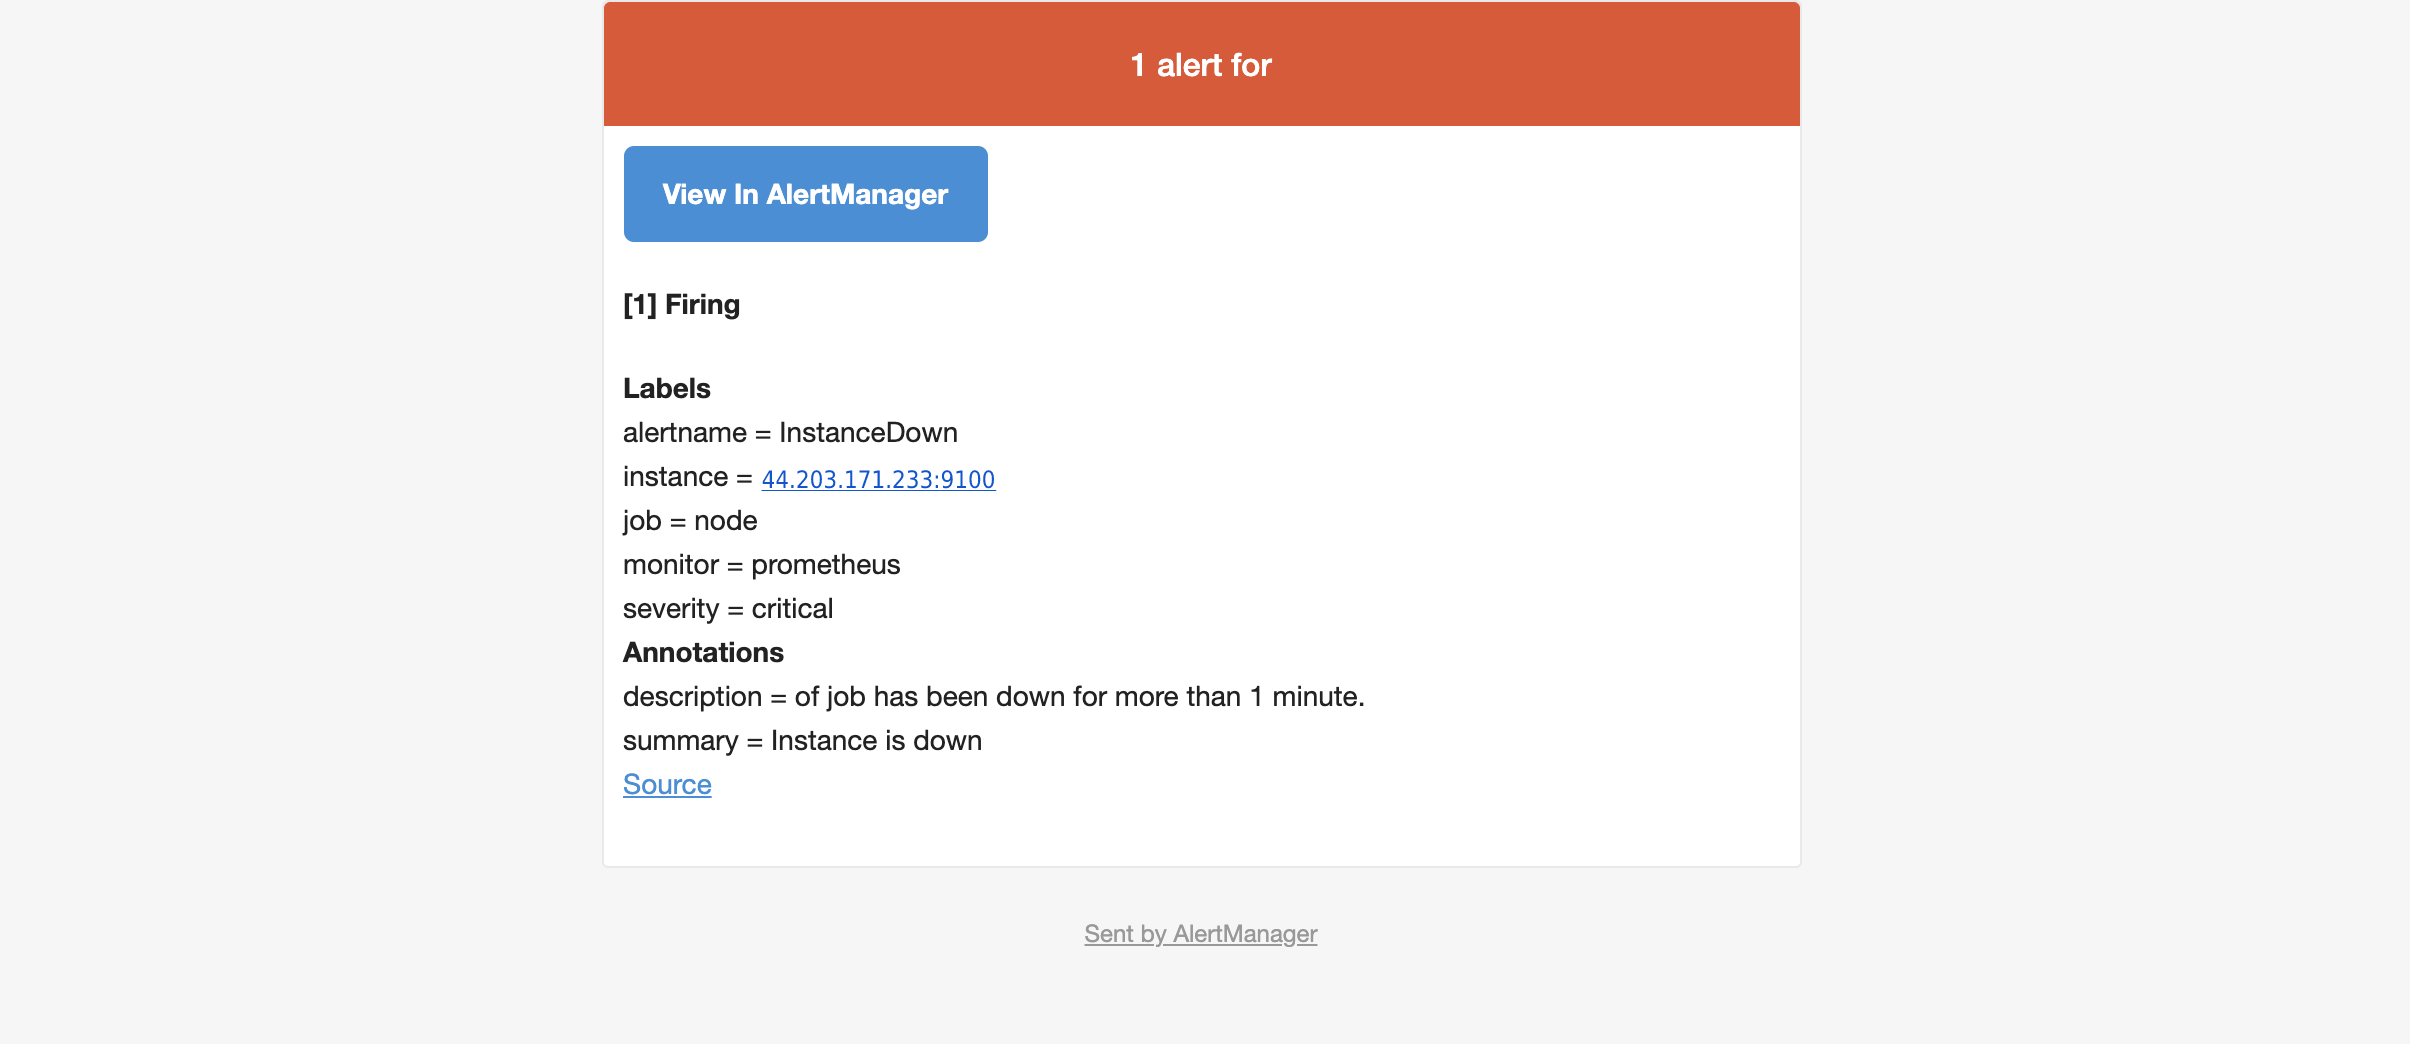 1 alert for
View In AlertManager
[1] Firing
Labels
alertname = InstanceDown
instance = 44.203.171.233:9100
job = node
monitor = prometheus
severity = critical
Annotations
description = of job has been down for more than 1 minute.
summary = Instance is down
Source
Sent by AlertManager